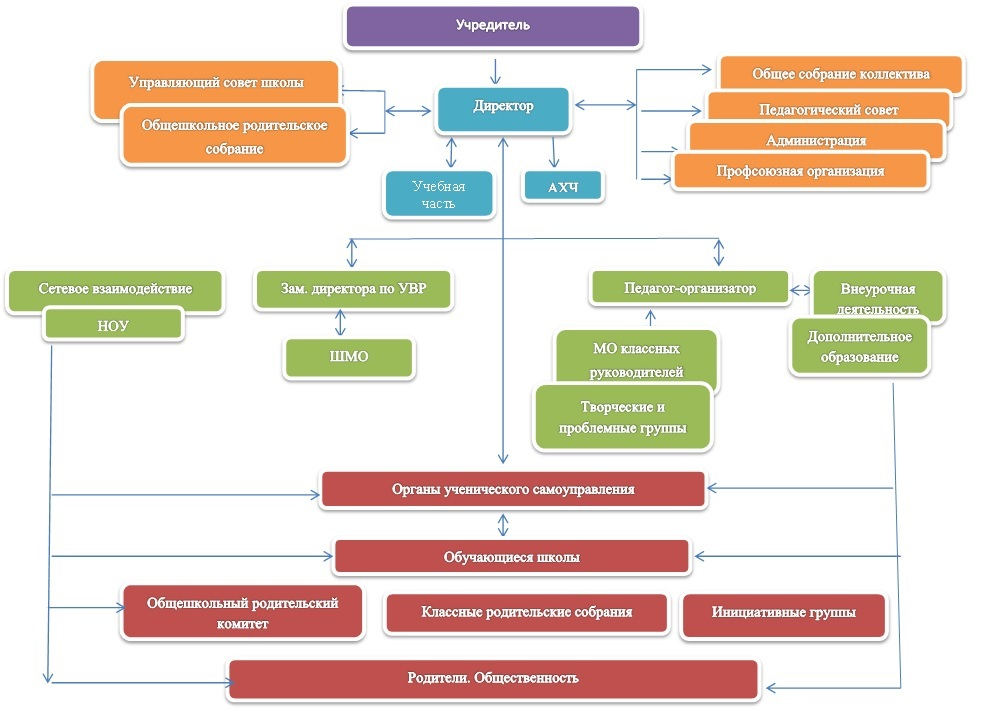 Учредитель
Управляющий совет школы
Общешкольное родительское
собрание
Директор
Общее собрание коллектива
Педагогический совет
Администрация
Профсоюзная организация
Учебная
часть
АХЧ
Сетевое взаимодействие
НОУ
Зам. директора по УВР
ШМО
Педагог-организатор
МО классных
руководителей
Творческие и
проблемные группы
Внеурочная
деятельность
Дополнительное
образование
Органы ученического самоуправления
Обучающиеся школы
Общешкольный родительский
комитет
Классные родительские собрания
Инициативные группы
Родители. Общественность